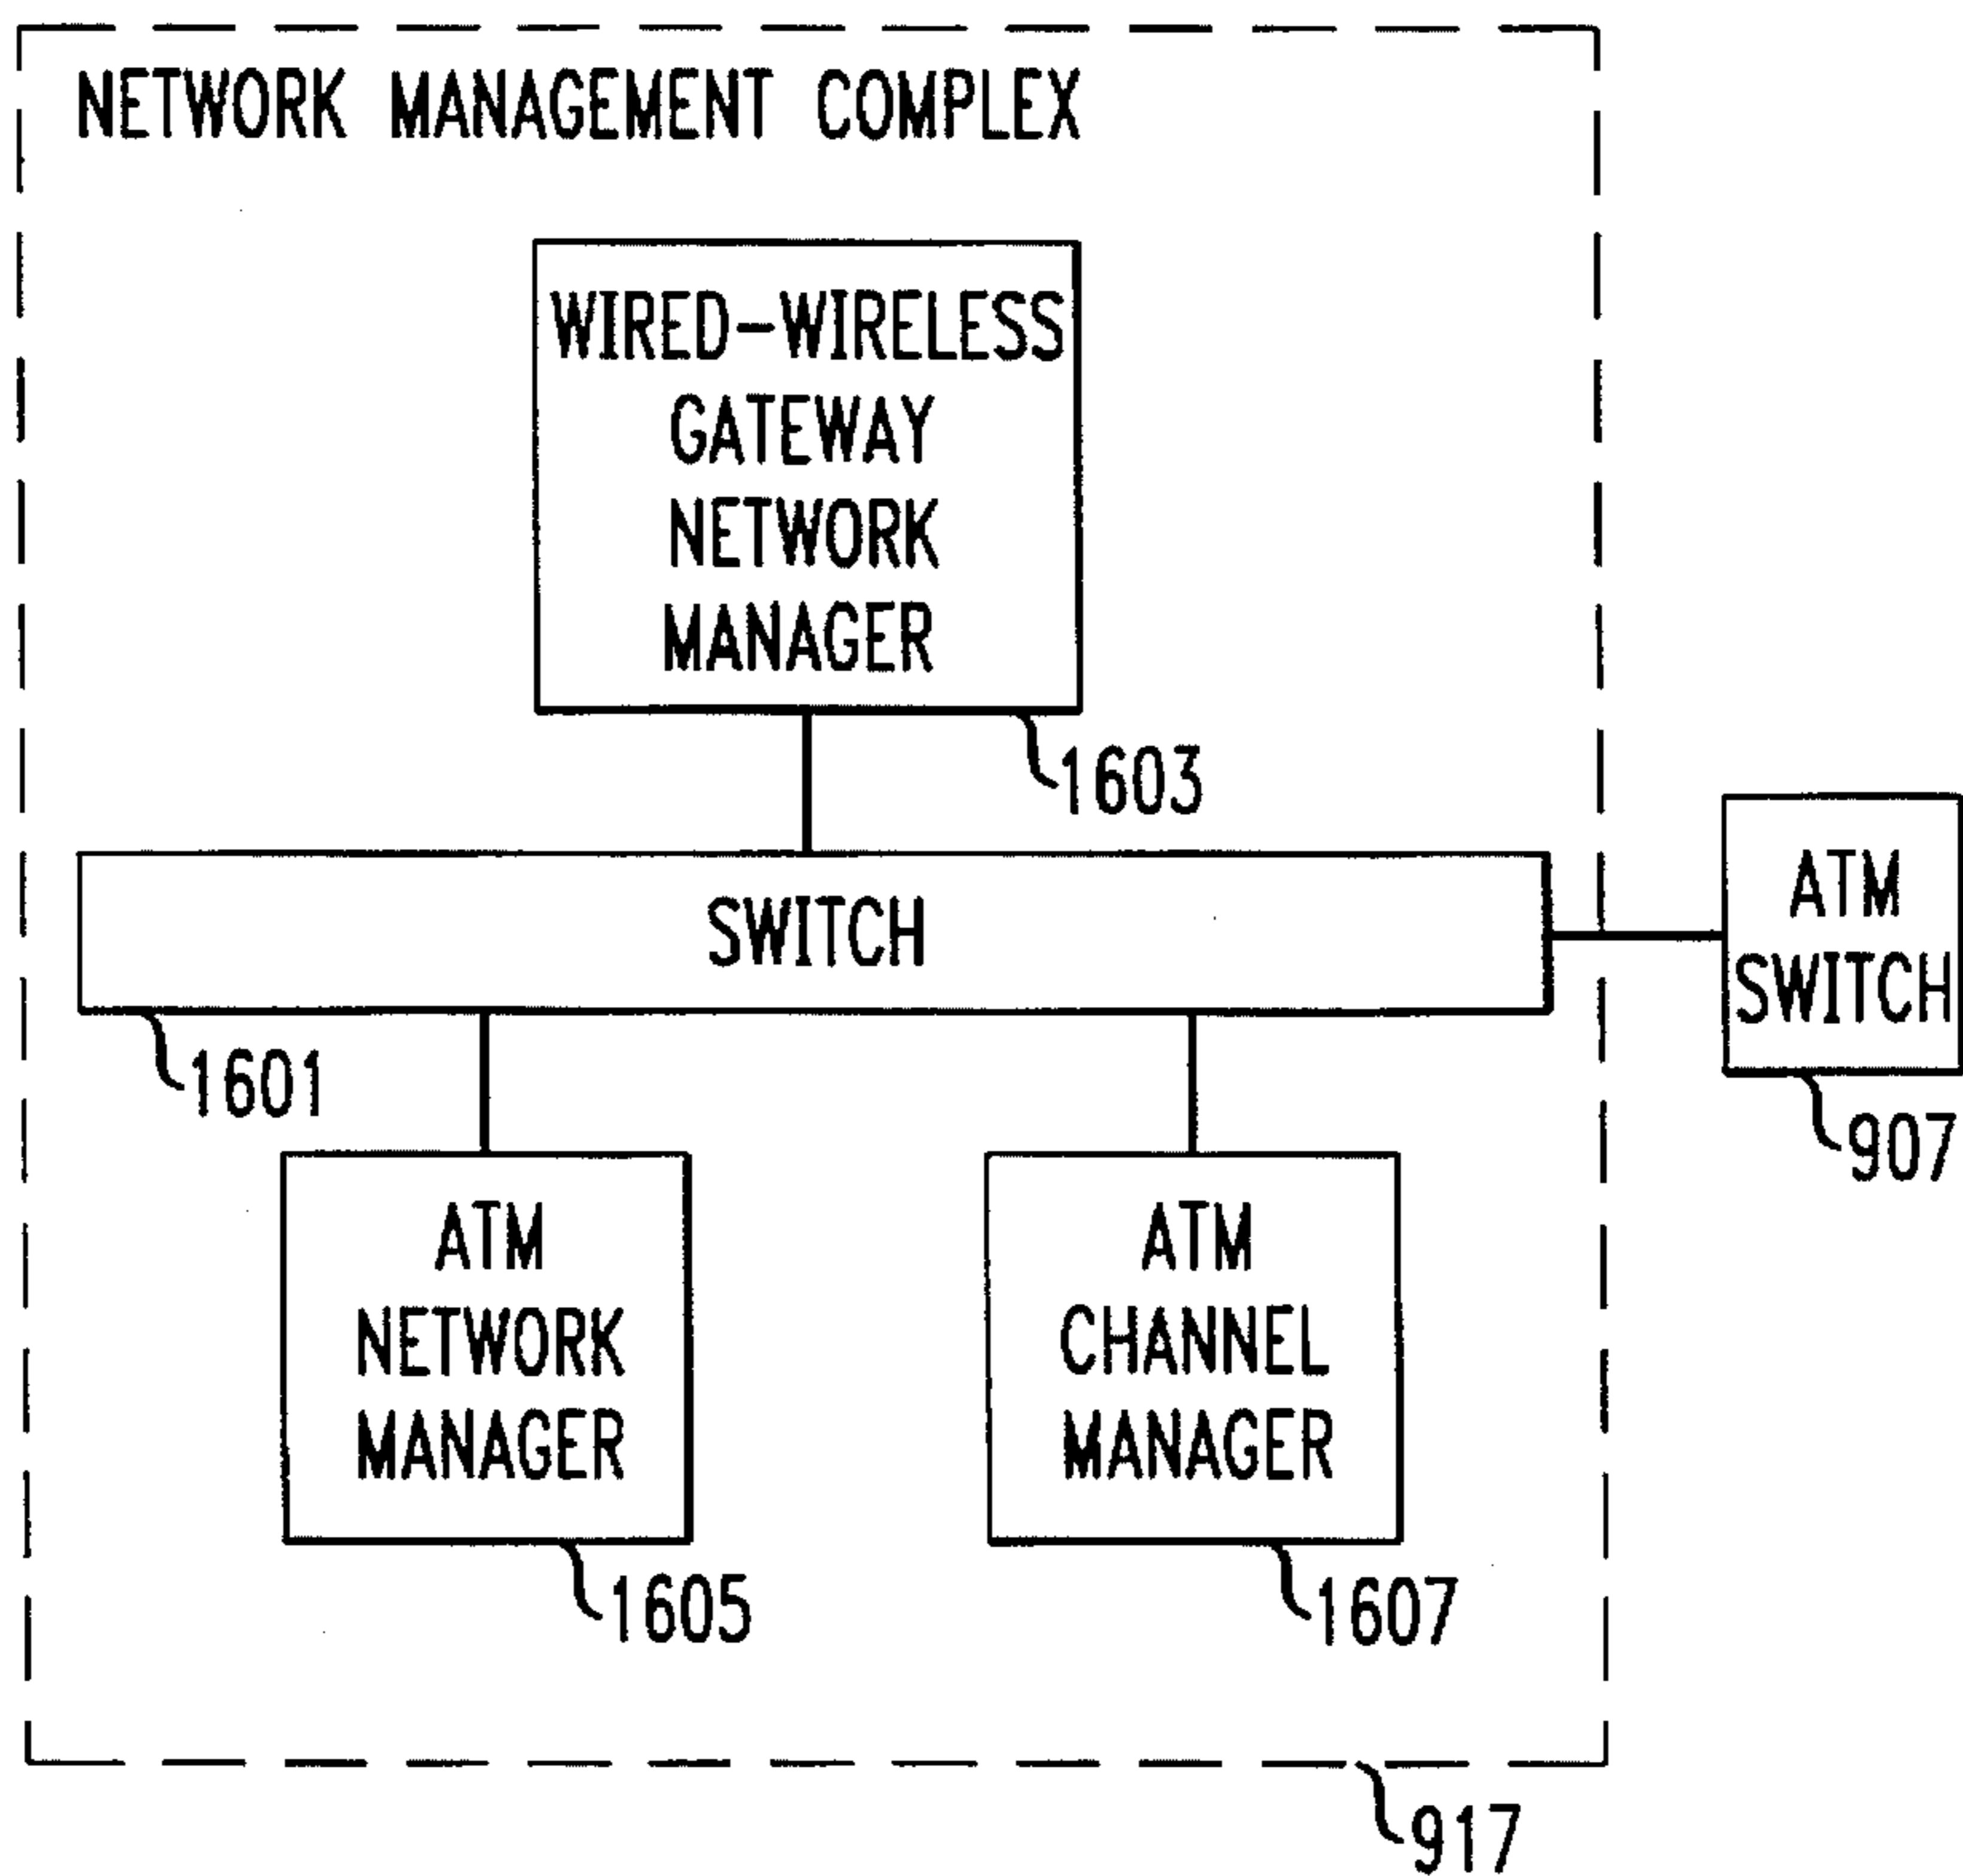 NETWORK MANAGEMENT COMPLEX
WIRED-WIRELESS
GATEWAY
NETWORK
MANAGER
1603
SWITCH
1601
ATM
SWITCH
907
ATM
NETWORK
MANAGER
1605
ATM
CHANNEL
MANAGER
1607
917